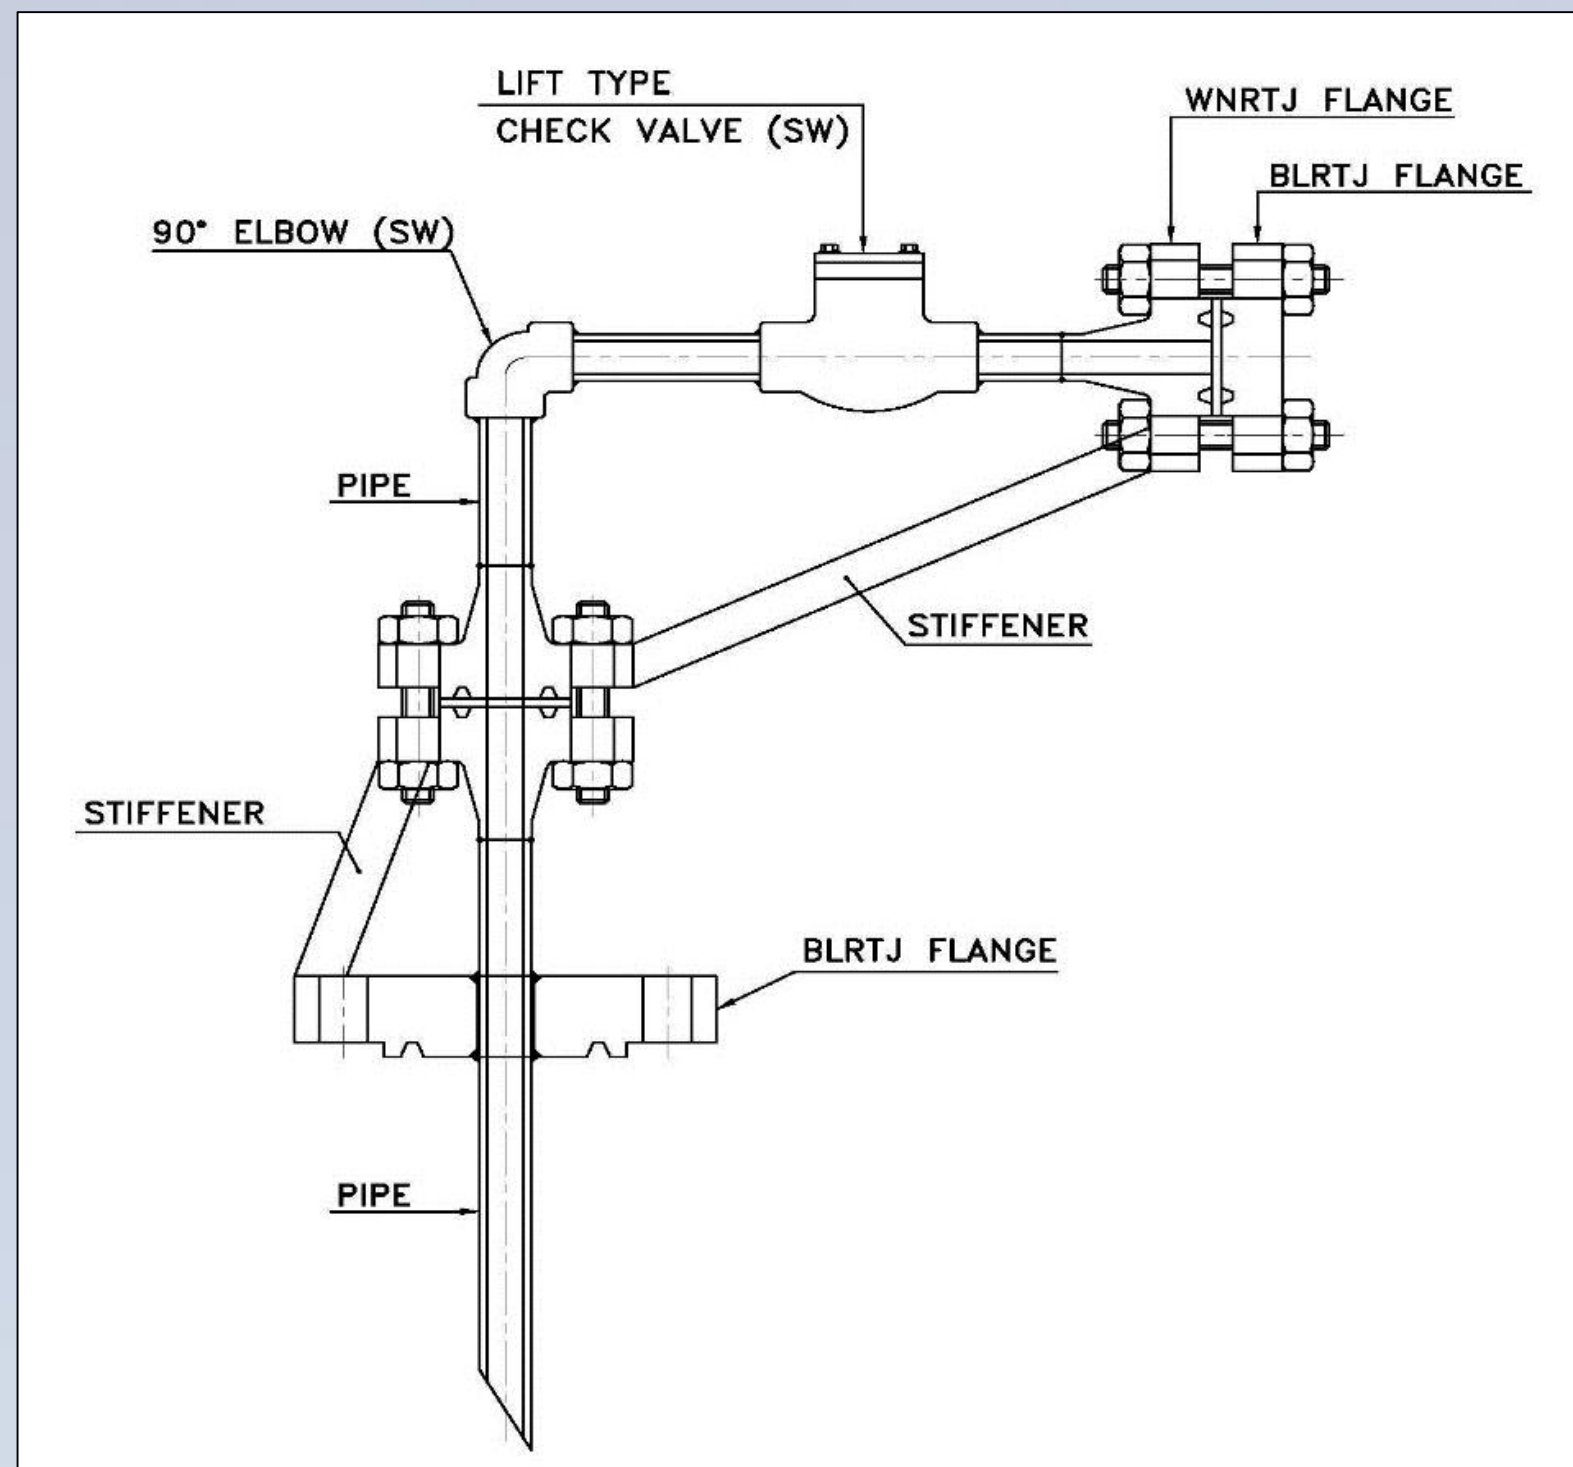 LIFT TYPE
CHECK VALVE (SW)
WNRTJ FLANGE
BLRTJ FLANGE
90° ELBOW (SW)
PIPE
STIFFENER
STIFFENER
BLRTJ FLANGE
PIPE